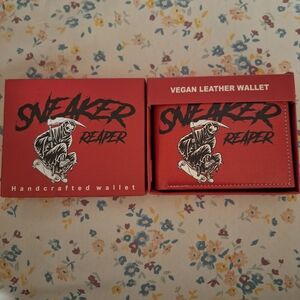 SNEAKER
REAPER
Handcrafted wallet
VEGAN LEATHER WALLET
SNEAKER
REAPER